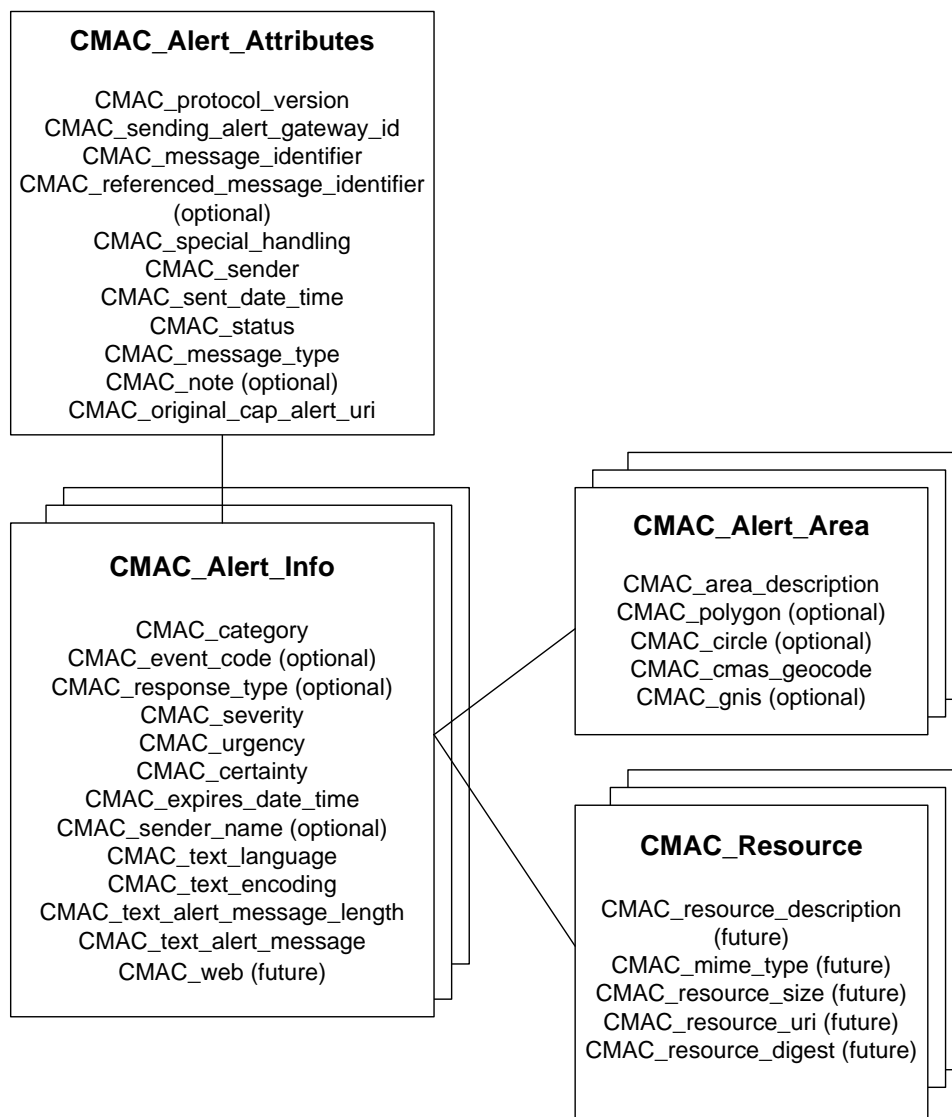 CMAC_Alert_Attributes
CMAC_protocol_version
CMAC_sending_alert_gateway_id
CMAC_message_identifier
CMAC_referenced_message_identifier
(optional)
CMAC_special_handling
CMAC_sender
CMAC_sent_date_time
CMAC_status
CMAC_message_type
CMAC_note (optional)
CMAC_original_cap_alert_uri
CMAC_Alert_Info
CMAC_category
CMAC_event_code (optional)
CMAC_response_type (optional)
CMAC_severity
CMAC_urgency
CMAC_certainty
CMAC_expires_date_time
CMAC_sender_name (optional)
CMAC_text_language
CMAC_text_encoding
CMAC_text_alert_message_length
CMAC_text_alert_message
CMAC_web (future)
CMAC_Alert_Area
CMAC_area_description
CMAC_polygon (optional)
CMAC_circle (optional)
CMAC_cmas_geocode
CMAC_gnis (optional)
CMAC_Resource
CMAC_resource_description
(future)
CMAC_mime_type (future)
CMAC_resource_size (future)
CMAC_resource_uri (future)
CMAC_resource_digest (future)